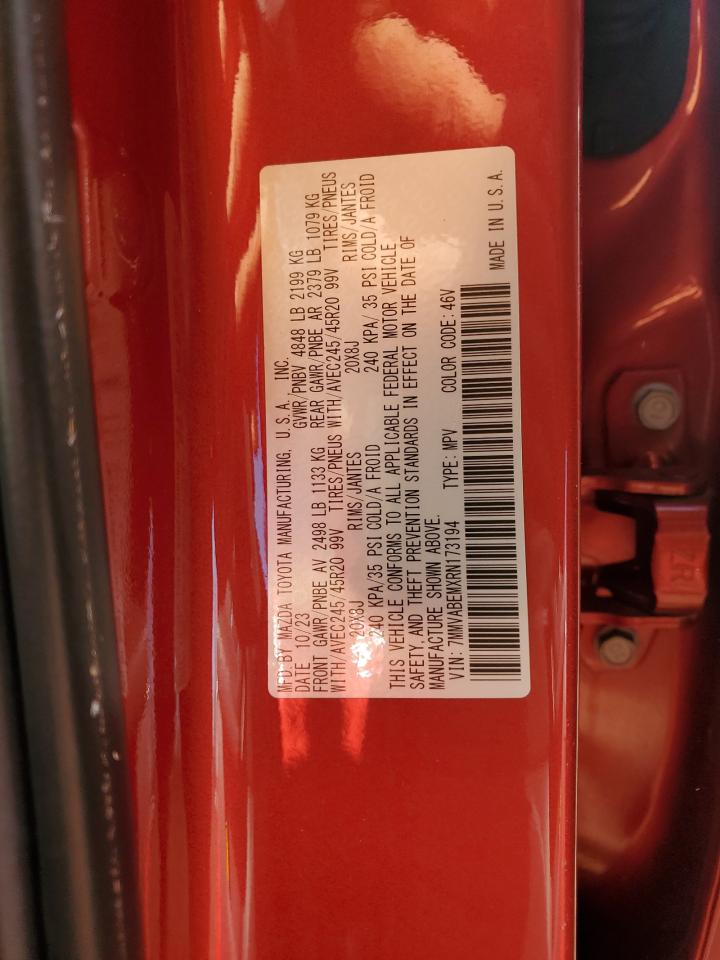 MFD.BY MAZDA TOYOTA MANUFACTURING, U.S.A., INC.
DATE 10/23 GVWR/PNBV 4848 LB 2199 KG
FRONT GAWR/PNBE AV 2498 LB 1133 KG REAR GAWR/PNBE AR 2379 LB 1079 KG
WITH/AVEC245/45R20 99V TIRES/PNEUS WITH/AVEC245/45R20 99V TIRES/PNEUS
20X8J RIMS/JANTES 20X8J RIMS/JANTES
240 KPA/35 PSI COLD/A FROID 240 KPA/ 35 PSI COLD/A FROID
THIS VEHICLE CONFORMS TO ALL APPLICABLE FEDERAL MOTOR VEHICLE
SAFETY,AND THEFT PREVENTION STANDARDS IN EFFECT ON THE DATE OF
MANUFACTURE SHOWN ABOVE.
VIN: 7MMVABEMXRN173194 TYPE: MPV COLOR CODE: 46V
MADE IN U.S.A.
ZR